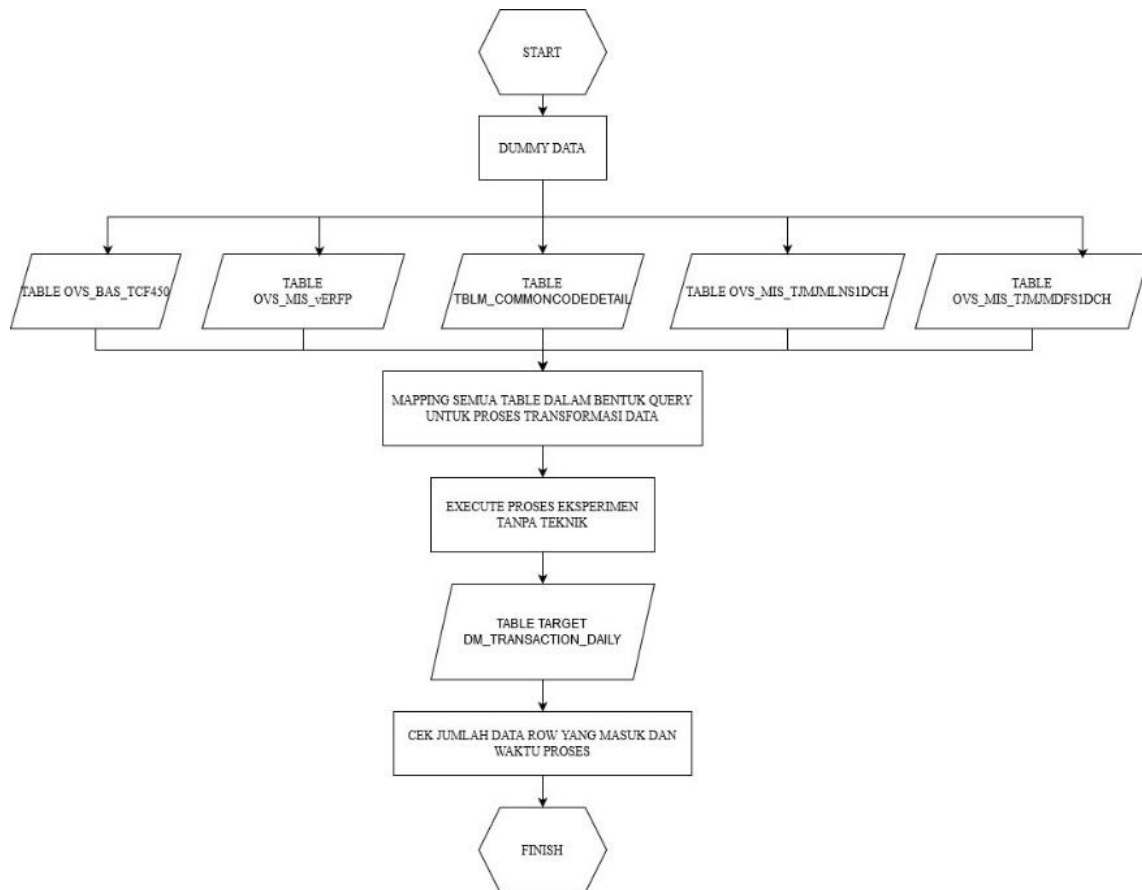 START
DUMMY DATA
TABLE OVS_BAS_TCF450
TABLE
OVS_MIS_vERFP
TABLE
TBLM_COMMONCODEDETAIL
TABLE OVS_MIS_TJMJMLNS1DCH
TABLE
OVS_MIS_TJMJMDFS1DCH
MAPPING SEMUA TABLE DALAM BENTUK QUERY
UNTUK PROSES TRANSFORMASI DATA
EXECUTE PROSES EKSPERIMEN
TANPA TEKNIK
TABLE TARGET
DM_TRANSACTION_DAILY
CEK JUMLAH DATA ROW YANG MASUK DAN
WAKTU PROSES
FINISH